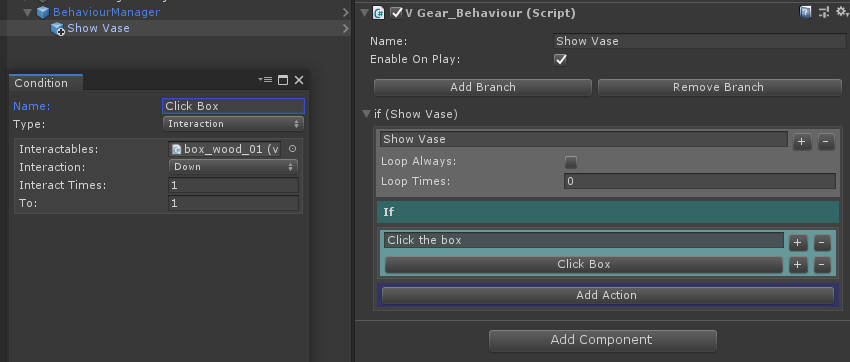 BehaviourManager
Show Vase
Condition
Name: Click Box
Type: Interaction
Interactables: box_wood_01 (v
Interaction: Down
Interact Times: 1
To: 1
V Gear_Behaviour (Script)
Name: Show Vase
Enable On Play:
Add Branch Remove Branch
if (Show Vase)
Show Vase + -
Loop Always:
Loop Times: 0
If
Click the box + -
Click Box + -
Add Action
Add Component